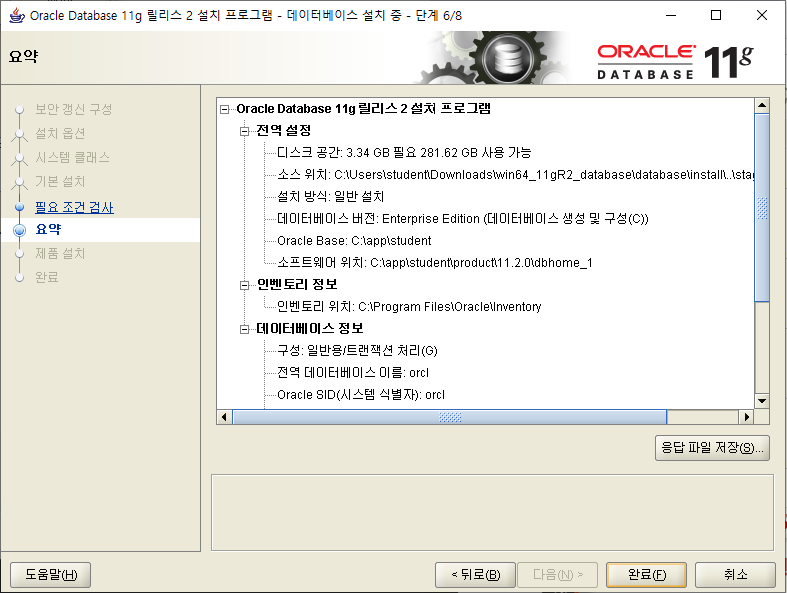 Oracle Database 11g 릴리스 2 설치 프로그램 - 데이터베이스 설치 중 - 단계 6/8
요약
ORACLE
DATABASE 11g
보안 갱신 구성
설치 옵션
시스템 클래스
기본 설치
필요 조건 검사
요약
제품 설치
완료
Oracle Database 11g 릴리스 2 설치 프로그램
전역 설정
디스크 공간: 3.34 GB 필요 281.62 GB 사용 가능
소스 위치: C:\Users\student\Downloads\win64_11gR2_database\database\install\..\stag
설치 방식: 일반 설치
데이터베이스 버전: Enterprise Edition (데이터베이스 생성 및 구성(C))
Oracle Base: C:\app\student
소프트웨어 위치: C:\app\student\product\11.2.0\dbhome_1
인벤토리 정보
인벤토리 위치: C:\Program Files\Oracle\Inventory
데이터베이스 정보
구성: 일반용/트랜잭션 처리(G)
전역 데이터베이스 이름: orcl
Oracle SID(시스템 식별자): orcl
응답 파일 저장(S)...
도움말(H)
< 뒤로(B)
다음(N) >
완료(F)
취소